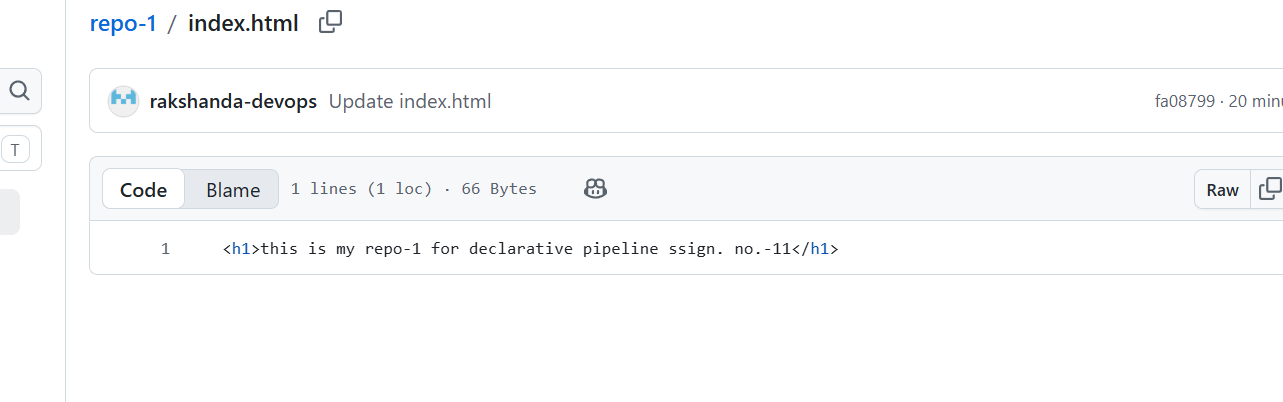 repo-1 / index.html
T
rakshanda-devops Update index.html
fa08799 · 20
Code Blame 1 lines (1 loc) · 66 Bytes
Raw
1 <h1>this is my repo-1 for declarative pipeline ssign. no.-11</h1>